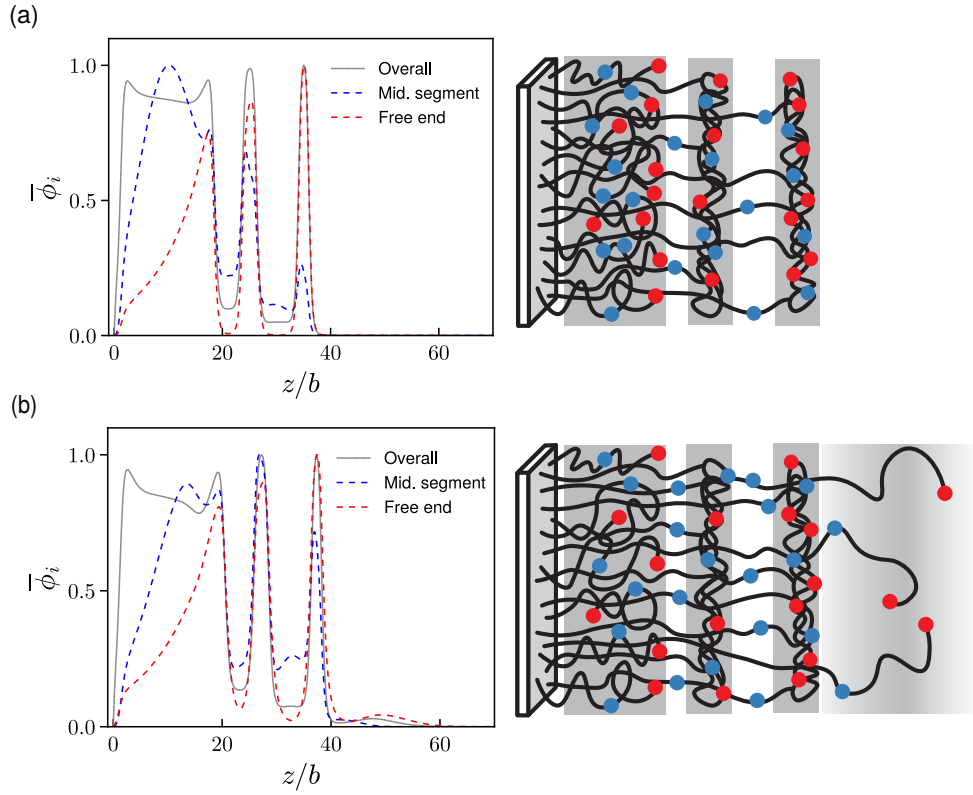 (a)
1.0
0.5
0.0
0
20
40
60
Overall
Mid. segment
Free end
ϕ̅ᵢ
z/b
(b)
1.0
0.5
0.0
0
20
40
60
Overall
Mid. segment
Free end
ϕ̅ᵢ
z/b